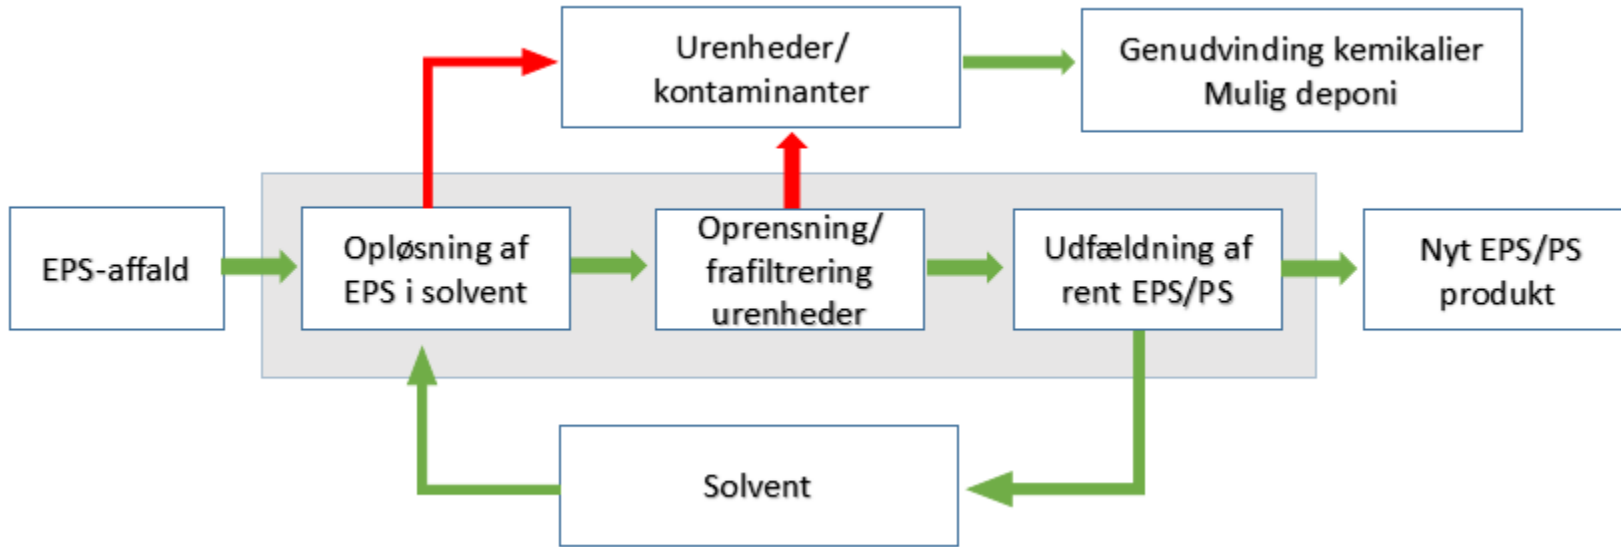 Urenheder/
kontaminanter
Genudvinding kemikalier
Mulig deponi
EPS-affald
Opløsning af
EPS i solvent
Oprensning/
frafiltrering
urenheder
Udfældning af
rent EPS/PS
Nyt EPS/PS
produkt
Solvent